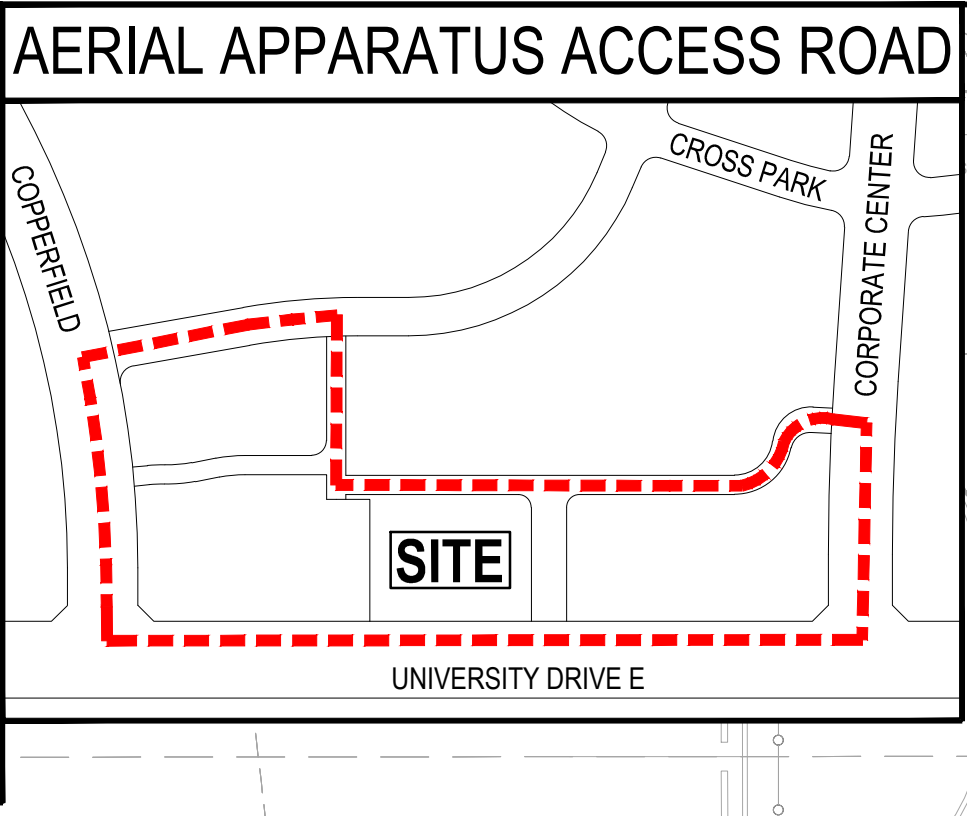 AERIAL APPARATUS ACCESS ROAD
CROSS PARK
CORPORATE CENTER
COPPERFIELD
SITE
UNIVERSITY DRIVE E